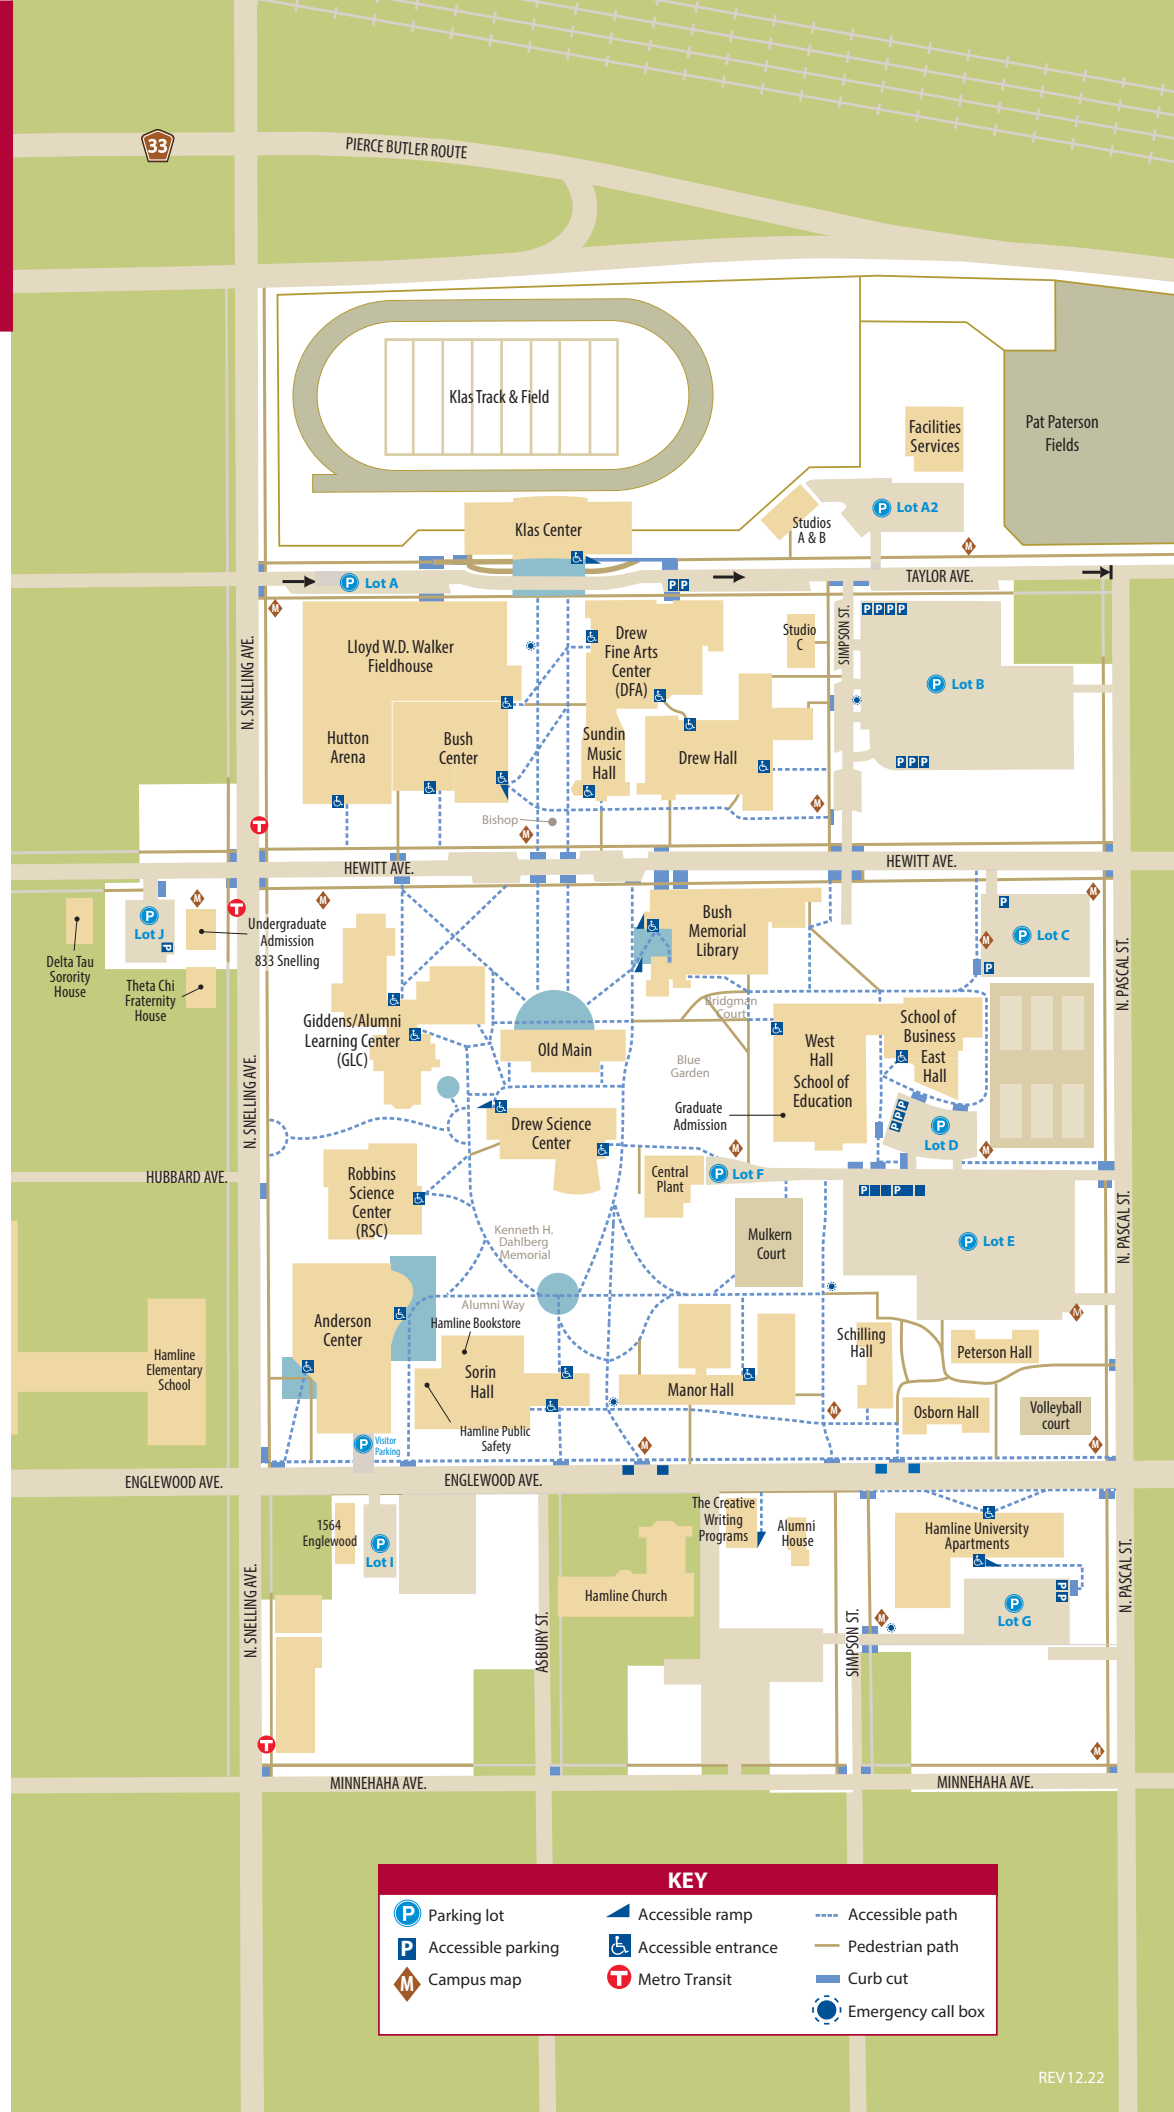 33
PIERCE BUTLER ROUTE
Klas Track & Field
Facilities
Services
Pat Paterson
Fields
P Lot A2
Klas Center
Studios
A & B
M
P Lot A
P P
TAYLOR AVE.
M
SIMPSON ST.
P P P P
N. SNELLING AVE.
Lloyd W.D. Walker
Fieldhouse
Drew
Fine Arts
Center
(DFA)
Studio
C
P Lot B
Hutton
Arena
Bush
Center
Sundin
Music
Hall
Drew Hall
P P P
M
Bishop
M
T
HEWITT AVE.
HEWITT AVE.
M
M
M
T
P
Lot J
P
Undergraduate
Admission
833 Snelling
Delta Tau
Sorority
House
Theta Chi
Fraternity
House
Bush
Memorial
Library
P
M
P Lot C
P
N. PASCAL ST.
Bridgman
Court
Giddens/Alumni
Learning Center
(GLC)
Old Main
School of
Business
East
Hall
West
Hall
School of
Education
Blue
Garden
Graduate
Admission
N. SNELLING AVE.
Drew Science
Center
P P P
P
Lot D
M
M
HUBBARD AVE.
Robbins
Science
Center
(RSC)
Central
Plant
P Lot F
P P
N. PASCAL ST.
Kenneth H.
Dahlberg
Memorial
Mulkern
Court
P Lot E
Alumni Way
Hamline Bookstore
M
Anderson
Center
Hamline
Elementary
School
Sorin
Hall
Schilling
Hall
Peterson Hall
Manor Hall
M
Osborn Hall
Volleyball
court
Hamline Public
Safety
P Visitor
Parking
M
M
ENGLEWOOD AVE.
ENGLEWOOD AVE.
1564
Englewood
P
Lot I
The Creative
Writing
Programs
Alumni
House
Hamline University
Apartments
N. SNELLING AVE.
Hamline Church
P P
P
Lot G
M
N. PASCAL ST.
ASBURY ST.
SIMPSON ST.
T
M
MINNEHAHA AVE.
MINNEHAHA AVE.
KEY
P Parking lot
P Accessible parking
M Campus map
Accessible ramp
Accessible entrance
T Metro Transit
Accessible path
Pedestrian path
Curb cut
Emergency call box
REV 12.22